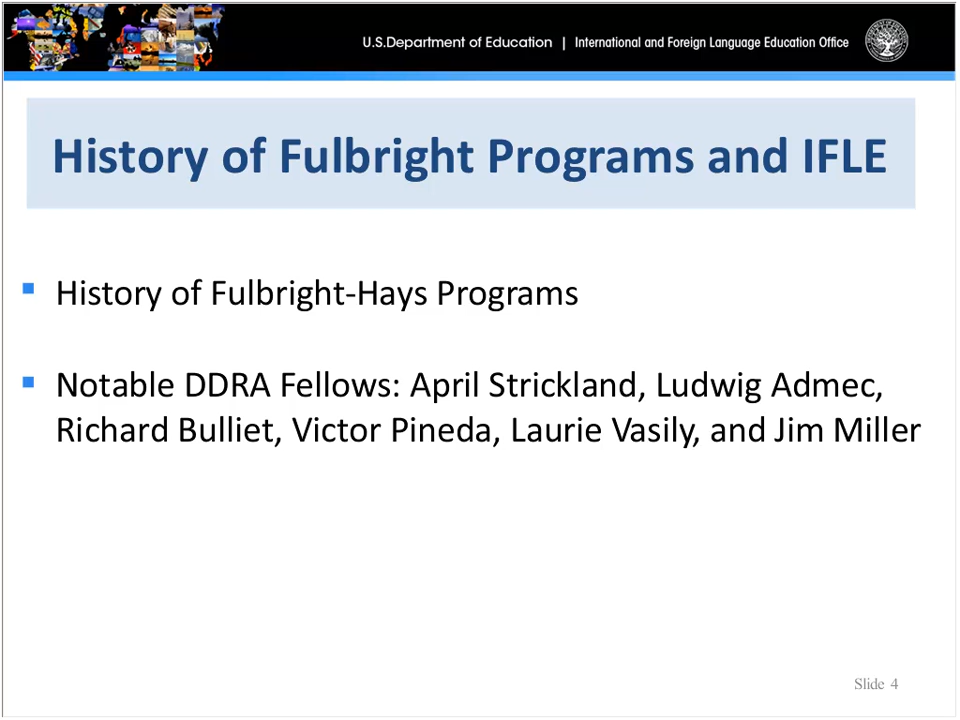 U.S.Department of Education | International and Foreign Language Education Office
History of Fulbright Programs and IFLE
▪ History of Fulbright-Hays Programs
▪ Notable DDRA Fellows: April Strickland, Ludwig Admec,
Richard Bulliet, Victor Pineda, Laurie Vasily, and Jim Miller
Slide 4